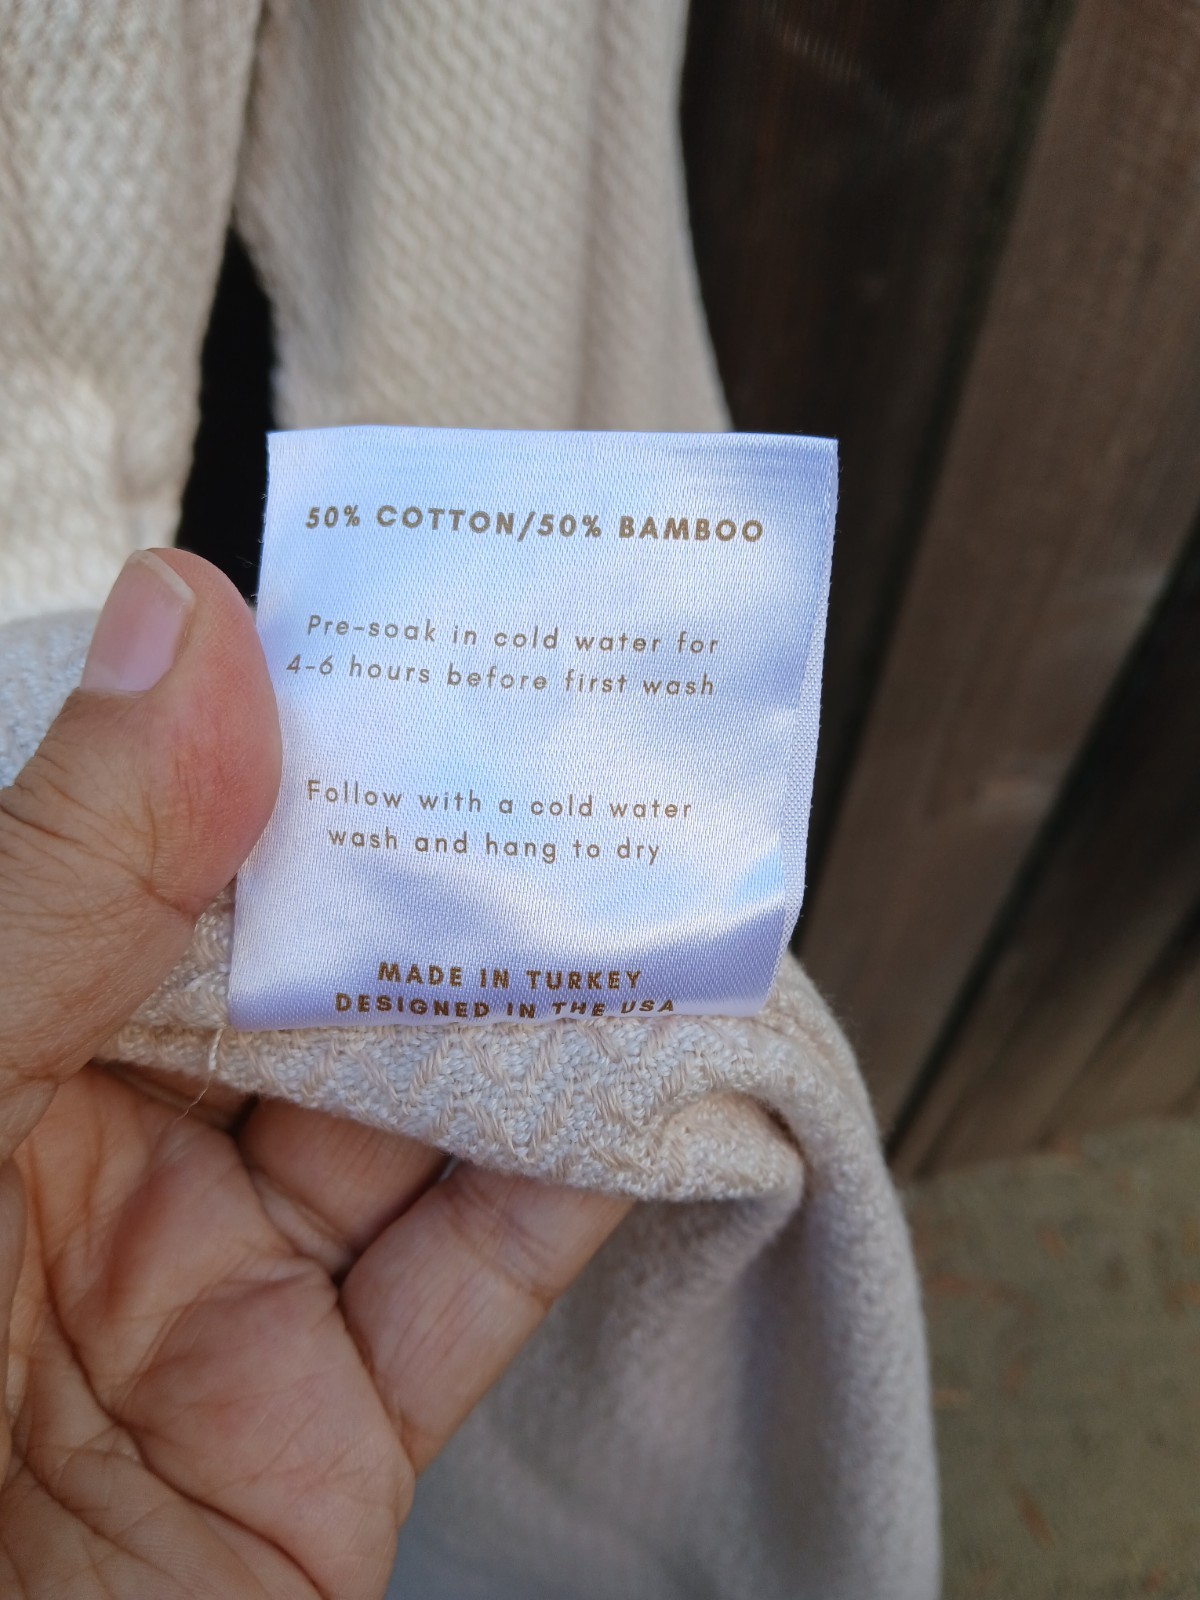 50% COTTON/50% BAMBOO
Pre-soak in cold water for
4-6 hours before first wash
Follow with a cold water
wash and hang to dry
MADE IN TURKEY
DESIGNED IN THE USA